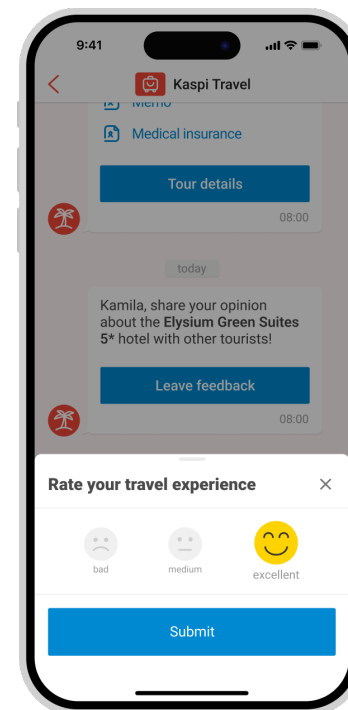 9:41
Kaspi Travel
Memo
Medical insurance
Tour details
08:00
today
Kamila, share your opinion
about the Elysium Green Suites
5* hotel with other tourists!
Leave feedback
08:00
Rate your travel experience
bad
medium
excellent
Submit